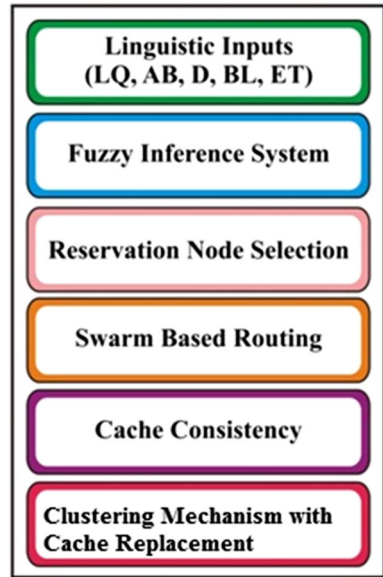 Linguistic Inputs
(LQ, AB, D, BL, ET)
Fuzzy Inference System
Reservation Node Selection
Swarm Based Routing
Cache Consistency
Clustering Mechanism with
Cache Replacement